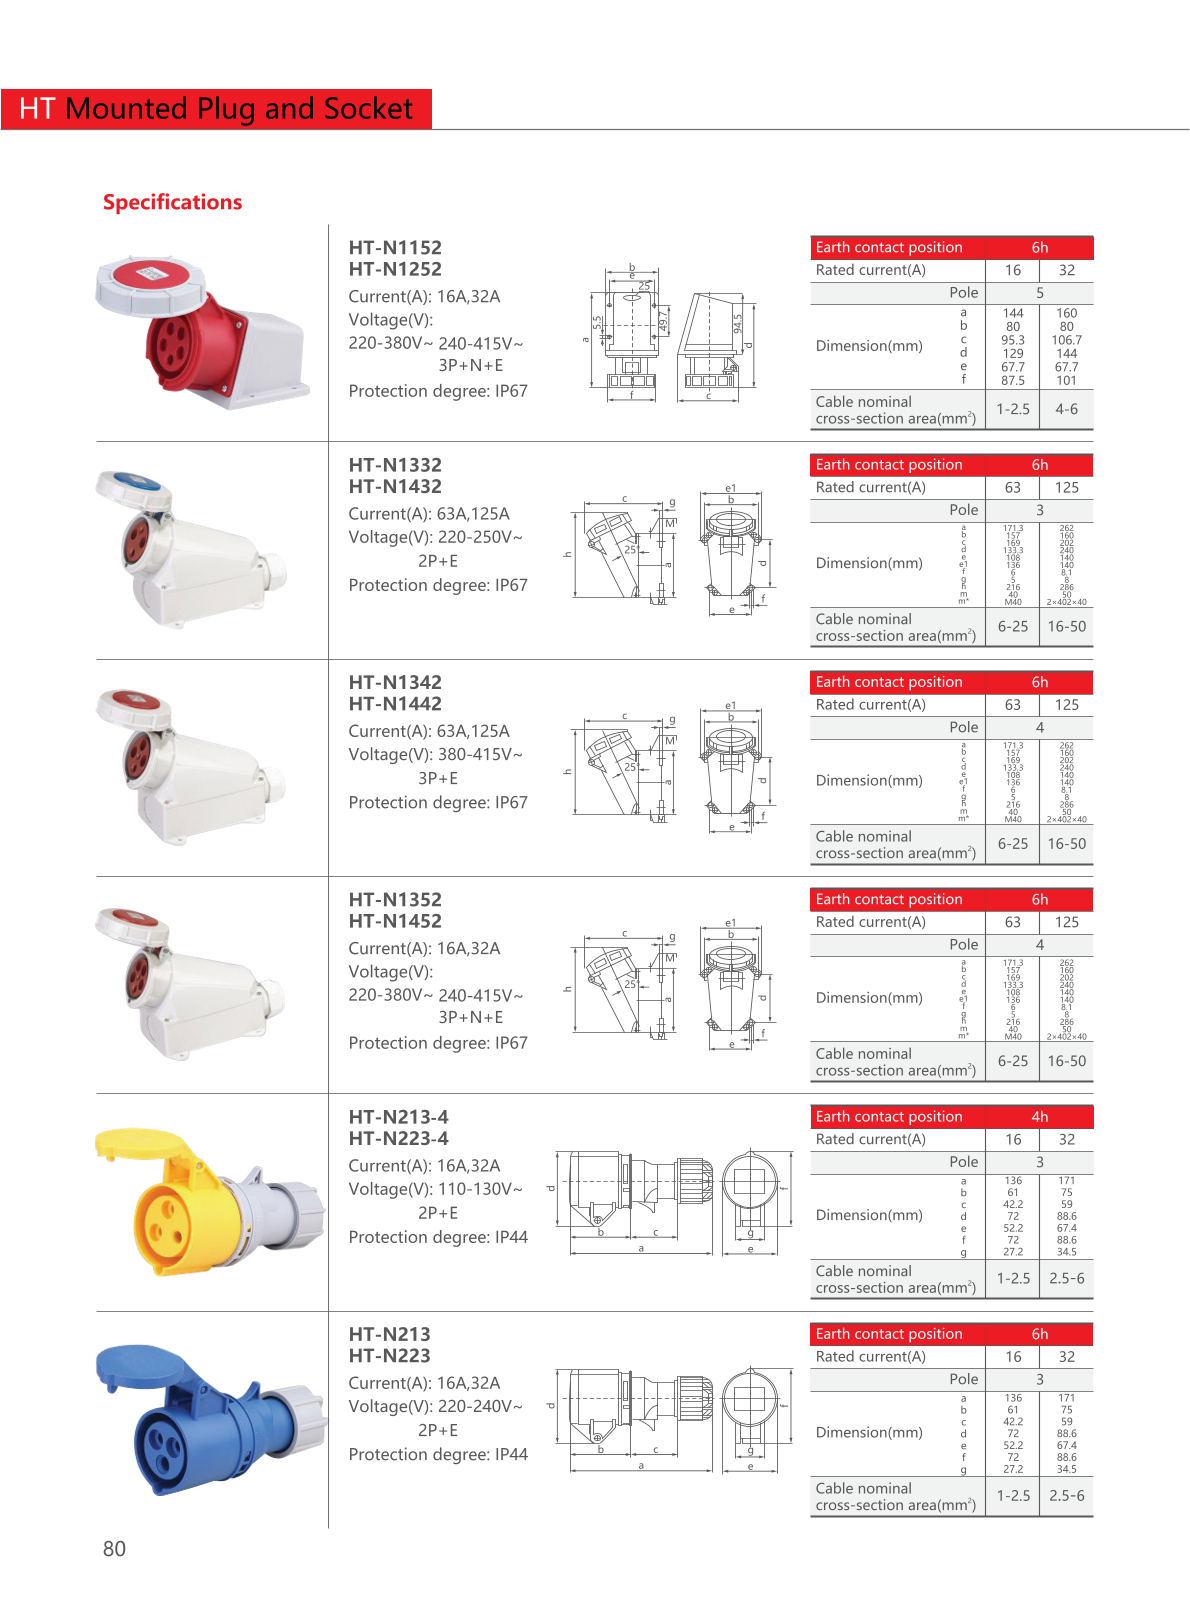 HT Mounted Plug and Socket
Specifications
HT-N1152
HT-N1252
Current(A): 16A,32A
Voltage(V):
220-380V~ 240-415V~
3P+N+E
Protection degree: IP67
b
e
25
5.5
49.7
94.5
a
d
f
c
Earth contact position 6h
Rated current(A) 16 32
Pole 5
Dimension(mm)
a 144 160
b 80 80
c 95.3 106.7
d 129 144
e 67.7 67.7
f 87.5 101
Cable nominal
cross-section area(mm²) 1-2.5 4-6
HT-N1332
HT-N1432
Current(A): 63A,125A
Voltage(V): 220-250V~
2P+E
Protection degree: IP67
c
g
M
25°
h
a
e1
b
d
f
e
Earth contact position 6h
Rated current(A) 63 125
Pole 3
Dimension(mm)
a 171.3 262
b 157 160
c 169 202
d 133.3 240
e 108 140
e1 136 140
f 6 8.1
g 5 8
h 216 286
m 40 50
m* M40 2×402×40
Cable nominal
cross-section area(mm²) 6-25 16-50
HT-N1342
HT-N1442
Current(A): 63A,125A
Voltage(V): 380-415V~
3P+E
Protection degree: IP67
c
g
M
25°
h
a
e1
b
d
f
e
Earth contact position 6h
Rated current(A) 63 125
Pole 4
Dimension(mm)
a 171.3 262
b 157 160
c 169 202
d 133.3 240
e 108 140
e1 136 140
f 6 8.1
g 5 8
h 216 286
m 40 50
m* M40 2×402×40
Cable nominal
cross-section area(mm²) 6-25 16-50
HT-N1352
HT-N1452
Current(A): 16A,32A
Voltage(V):
220-380V~ 240-415V~
3P+N+E
Protection degree: IP67
c
g
M
25°
h
a
e1
b
d
f
e
Earth contact position 6h
Rated current(A) 63 125
Pole 4
Dimension(mm)
a 171.3 262
b 157 160
c 169 202
d 133.3 240
e 108 140
e1 136 140
f 6 8.1
g 5 8
h 216 286
m 40 50
m* M40 2×402×40
Cable nominal
cross-section area(mm²) 6-25 16-50
HT-N213-4
HT-N223-4
Current(A): 16A,32A
Voltage(V): 110-130V~
2P+E
Protection degree: IP44
d
b
c
a
f
g
e
Earth contact position 4h
Rated current(A) 16 32
Pole 3
Dimension(mm)
a 136 171
b 61 75
c 42.2 59
d 72 88.6
e 52.2 67.4
f 72 88.6
g 27.2 34.5
Cable nominal
cross-section area(mm²) 1-2.5 2.5-6
HT-N213
HT-N223
Current(A): 16A,32A
Voltage(V): 220-240V~
2P+E
Protection degree: IP44
d
b
c
a
f
g
e
Earth contact position 6h
Rated current(A) 16 32
Pole 3
Dimension(mm)
a 136 171
b 61 75
c 42.2 59
d 72 88.6
e 52.2 67.4
f 72 88.6
g 27.2 34.5
Cable nominal
cross-section area(mm²) 1-2.5 2.5-6
80